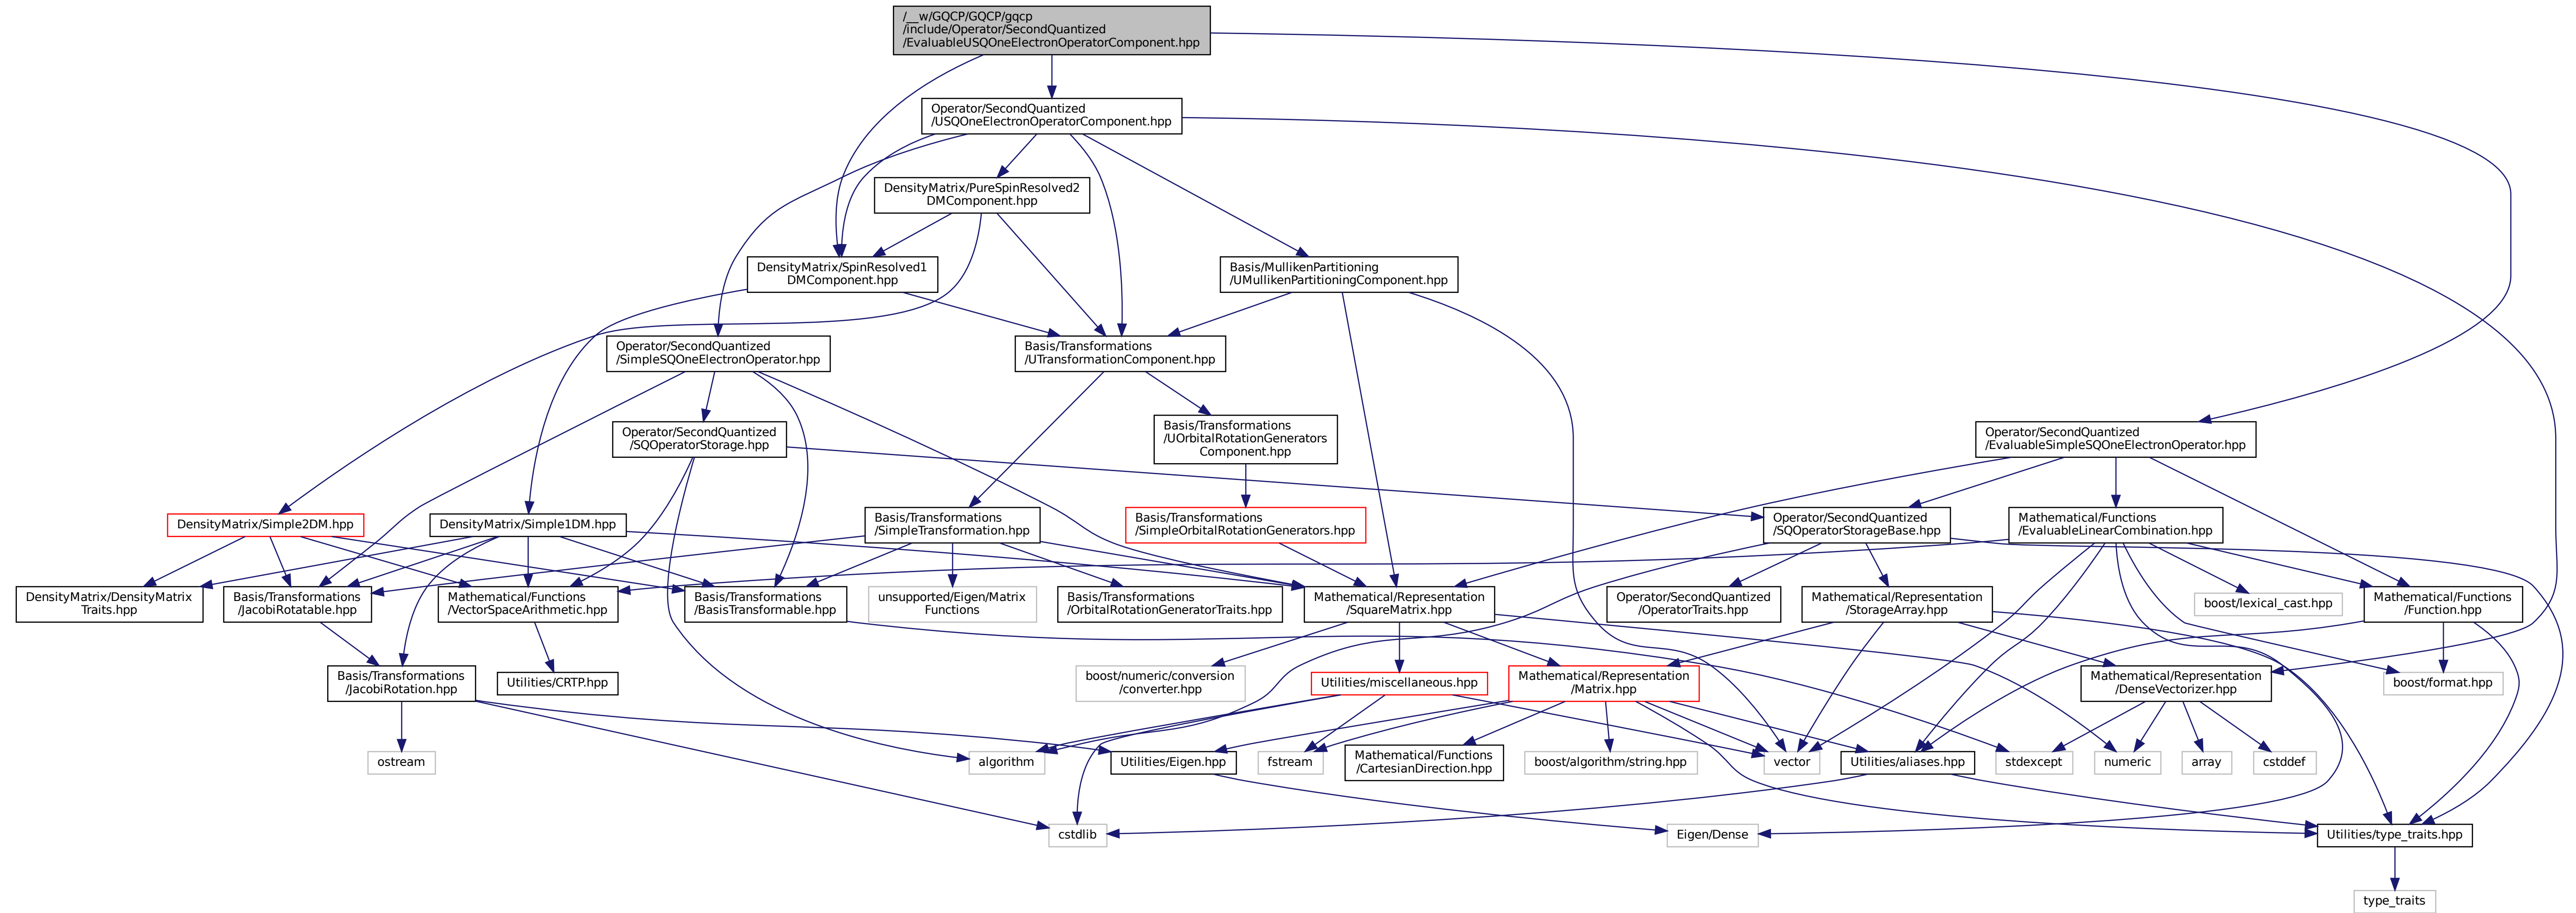 /__w/GQCP/GQCP/gqcp
/include/Operator/SecondQuantized
/EvaluableUSQOneElectronOperatorComponent.hpp
Operator/SecondQuantized
/USQOneElectronOperatorComponent.hpp
DensityMatrix/PureSpinResolved2
DMComponent.hpp
DensityMatrix/SpinResolved1
DMComponent.hpp
Basis/MullikenPartitioning
/UMullikenPartitioningComponent.hpp
Operator/SecondQuantized
/SimpleSQOneElectronOperator.hpp
Basis/Transformations
/UTransformationComponent.hpp
Operator/SecondQuantized
/SQOperatorStorage.hpp
Basis/Transformations
/UOrbitalRotationGenerators
Component.hpp
Operator/SecondQuantized
/EvaluableSimpleSQOneElectronOperator.hpp
DensityMatrix/Simple2DM.hpp
DensityMatrix/Simple1DM.hpp
Basis/Transformations
/SimpleTransformation.hpp
Basis/Transformations
/SimpleOrbitalRotationGenerators.hpp
Operator/SecondQuantized
/SQOperatorStorageBase.hpp
Mathematical/Functions
/EvaluableLinearCombination.hpp
DensityMatrix/DensityMatrix
Traits.hpp
Basis/Transformations
/JacobiRotatable.hpp
Mathematical/Functions
/VectorSpaceArithmetic.hpp
Basis/Transformations
/BasisTransformable.hpp
unsupported/Eigen/Matrix
Functions
Basis/Transformations
/OrbitalRotationGeneratorTraits.hpp
Mathematical/Representation
/SquareMatrix.hpp
Operator/SecondQuantized
/OperatorTraits.hpp
Mathematical/Representation
/StorageArray.hpp
boost/lexical_cast.hpp
Mathematical/Functions
/Function.hpp
Basis/Transformations
/JacobiRotation.hpp
Utilities/CRTP.hpp
boost/numeric/conversion
/converter.hpp
Utilities/miscellaneous.hpp
Mathematical/Representation
/Matrix.hpp
Mathematical/Representation
/DenseVectorizer.hpp
boost/format.hpp
ostream
algorithm
Utilities/Eigen.hpp
fstream
Mathematical/Functions
/CartesianDirection.hpp
boost/algorithm/string.hpp
vector
Utilities/aliases.hpp
stdexcept
numeric
array
cstddef
cstdlib
Eigen/Dense
Utilities/type_traits.hpp
type_traits